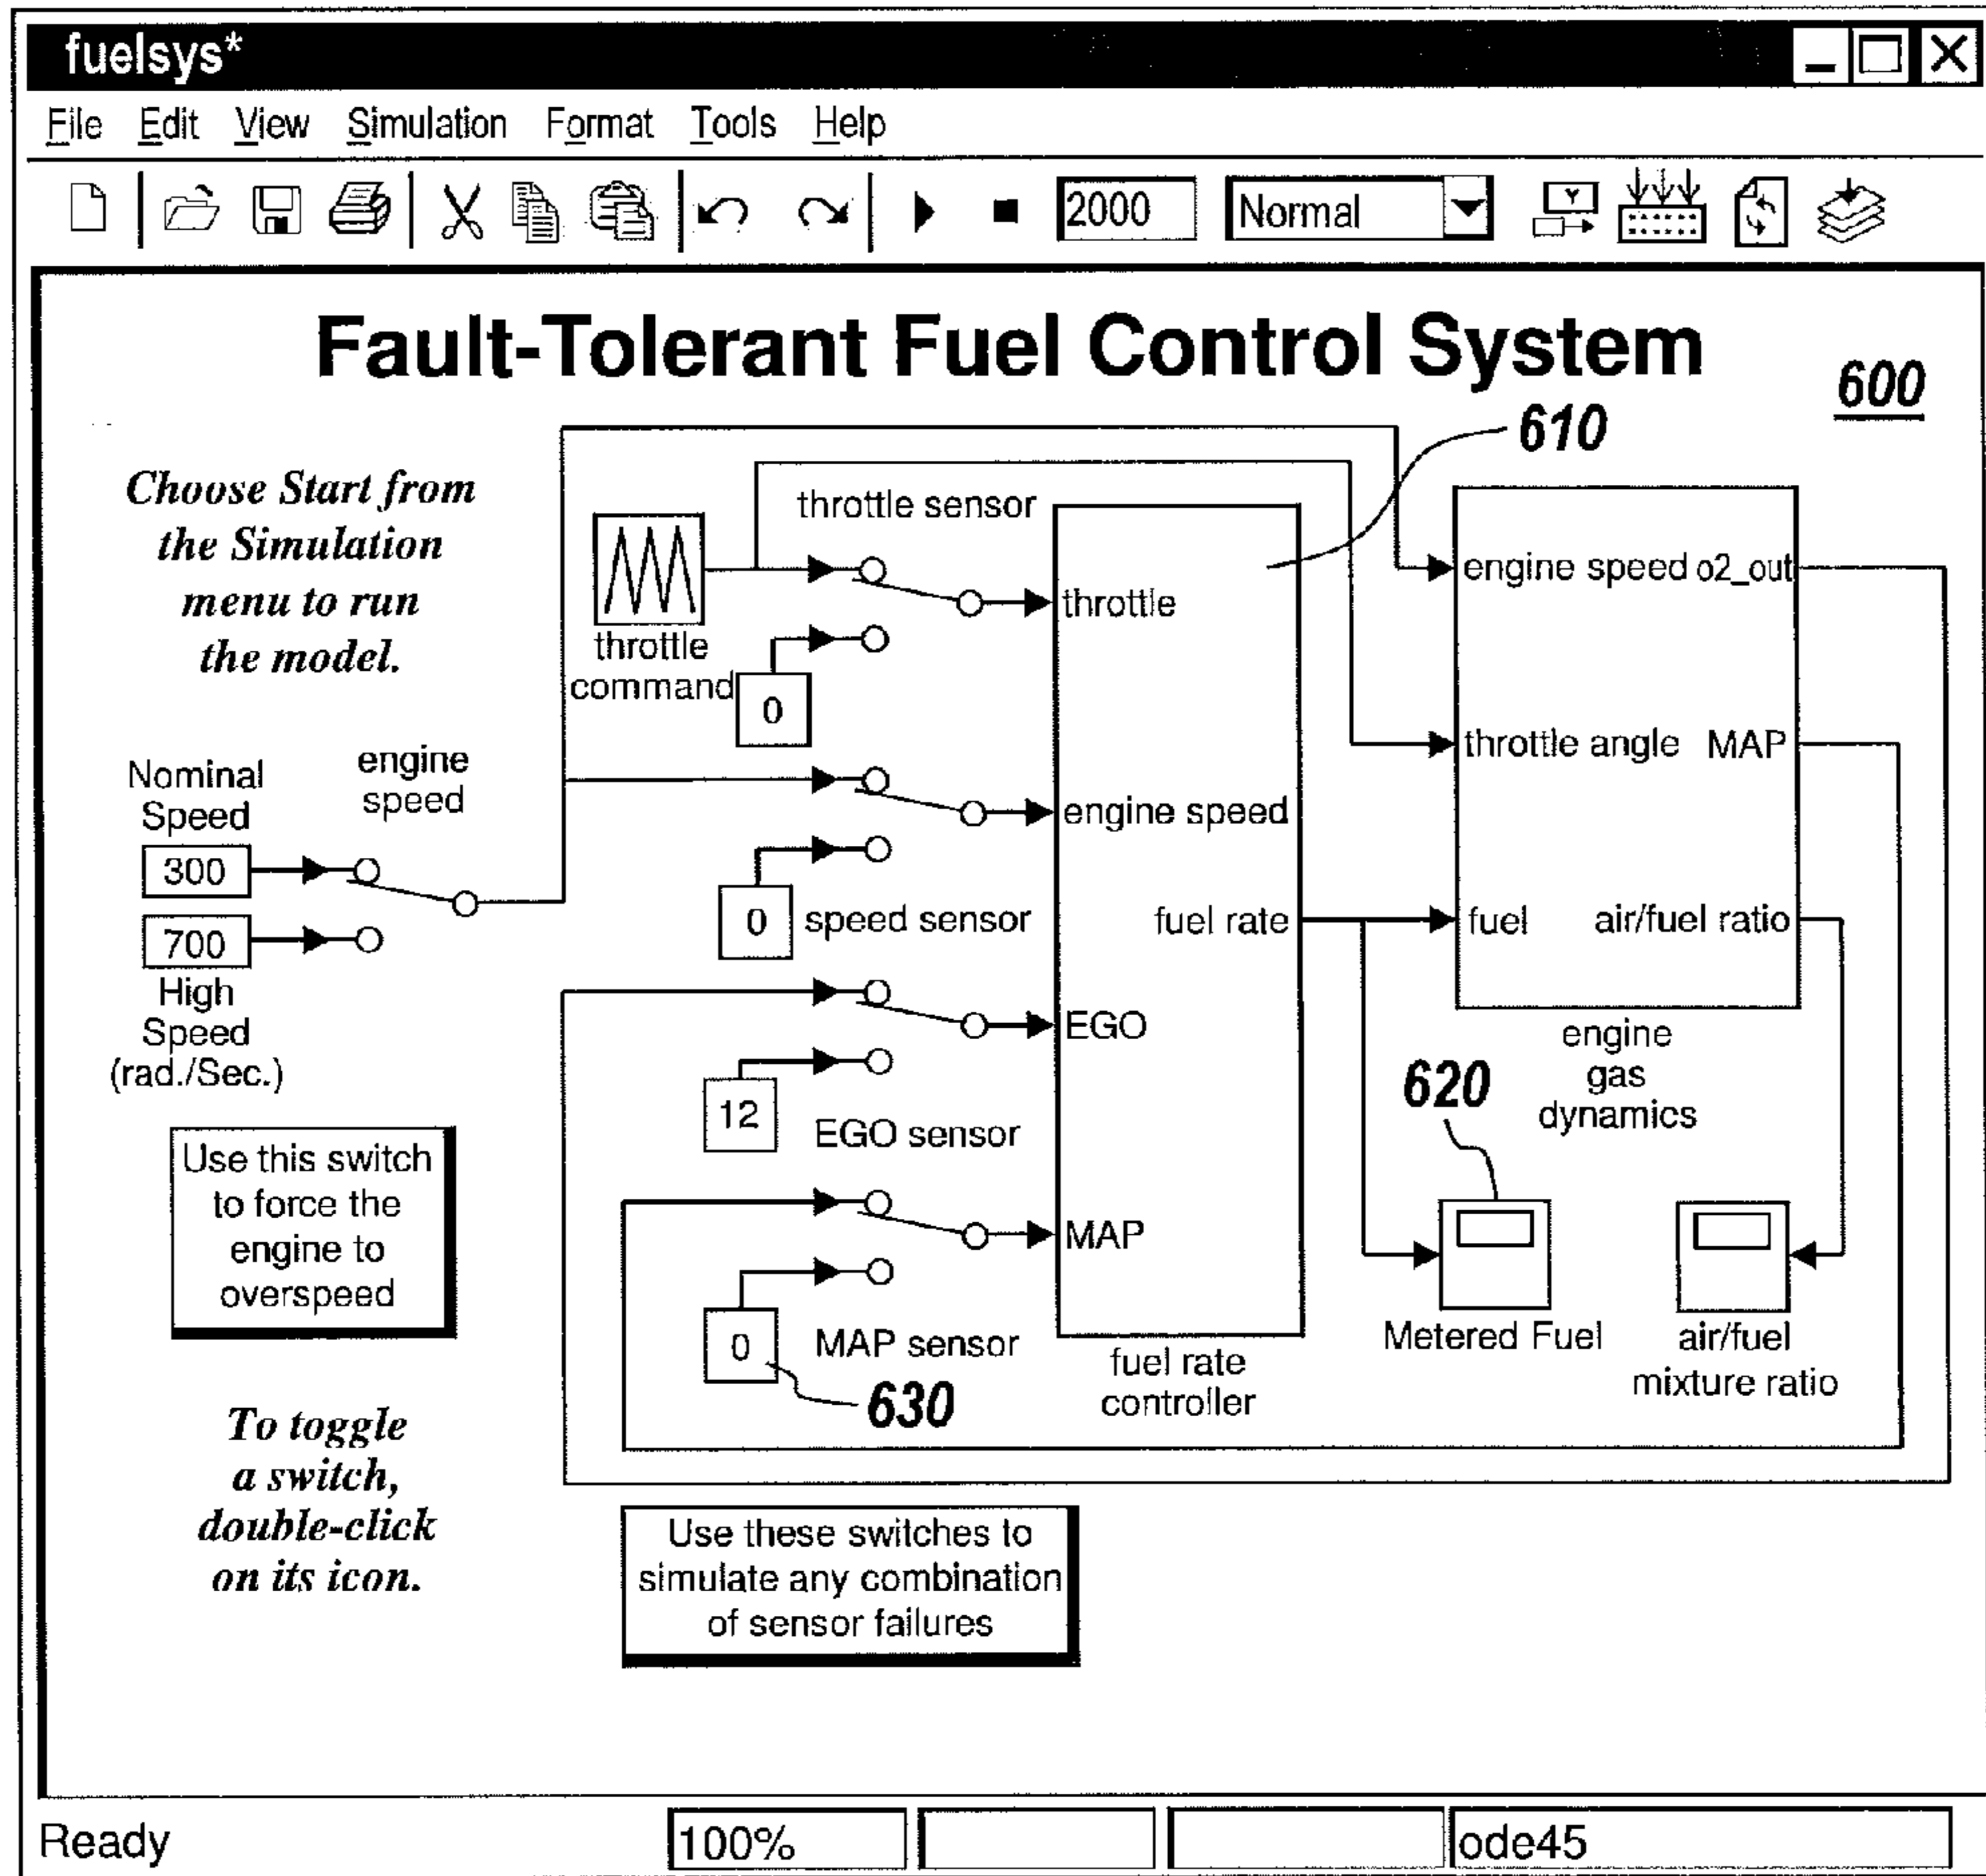 fuelsys*
File Edit View Simulation Format Tools Help
2000
Normal
Y
Fault-Tolerant Fuel Control System
600
610
Choose Start from
the Simulation
menu to run
the model.
throttle sensor
throttle
command
0
throttle
engine speed
o2_out
throttle angle
MAP
Nominal
Speed
300
700
High
Speed
(rad./Sec.)
engine
speed
engine speed
0
speed sensor
fuel rate
fuel
air/fuel ratio
EGO
12
EGO sensor
engine
gas
dynamics
620
Use this switch
to force the
engine to
overspeed
MAP
0
MAP sensor
630
fuel rate
controller
Metered Fuel
air/fuel
mixture ratio
To toggle
a switch,
double-click
on its icon.
Use these switches to
simulate any combination
of sensor failures
Ready
100%
ode45